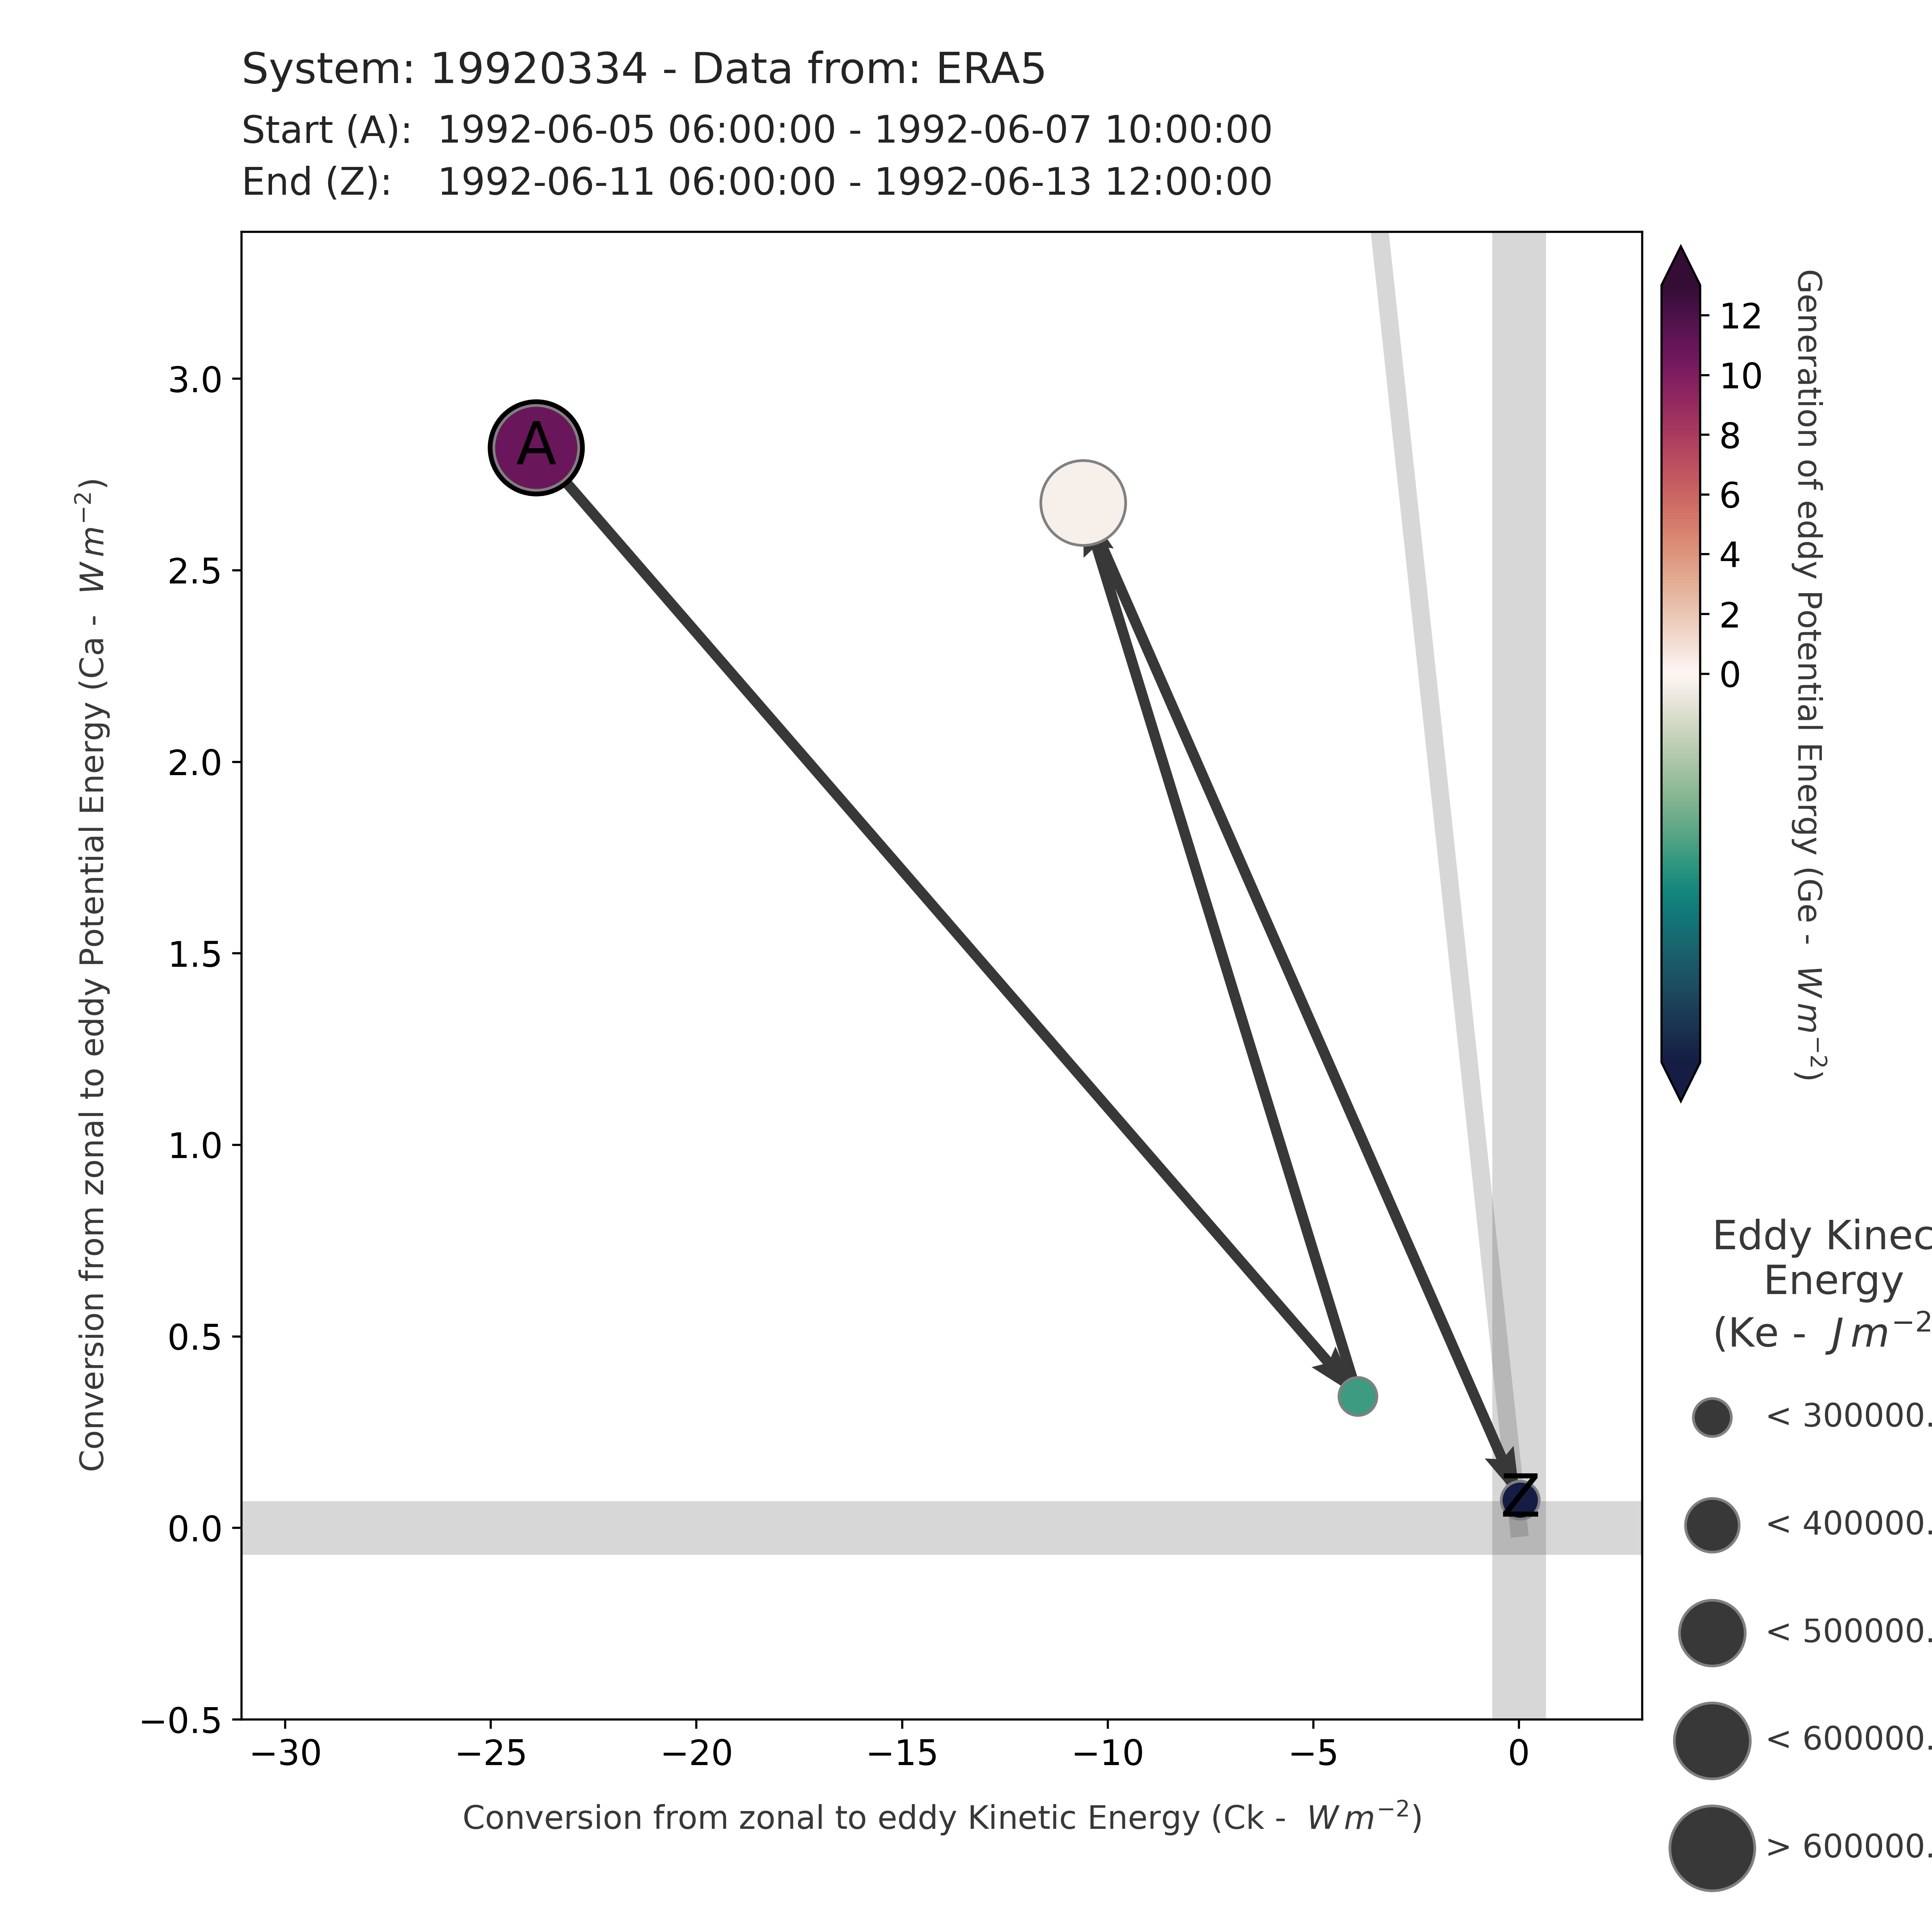 System: 19920334 - Data from: ERA5
Start (A): 1992-06-05 06:00:00 - 1992-06-07 10:00:00
End (Z): 1992-06-11 06:00:00 - 1992-06-13 12:00:00
Conversion from zonal to eddy Potential Energy (Ca - W m⁻²)
3.0
2.5
2.0
1.5
1.0
0.5
0.0
−0.5
A
Z
−30 −25 −20 −15 −10 −5 0
Conversion from zonal to eddy Kinetic Energy (Ck - W m⁻²)
12
10
8
6
4
2
0
Generation of eddy Potential Energy (Ge - W m⁻²)
Eddy Kinec
Energy
(Ke - J m⁻²
< 300000.
< 400000.
< 500000.
< 600000.
> 600000.